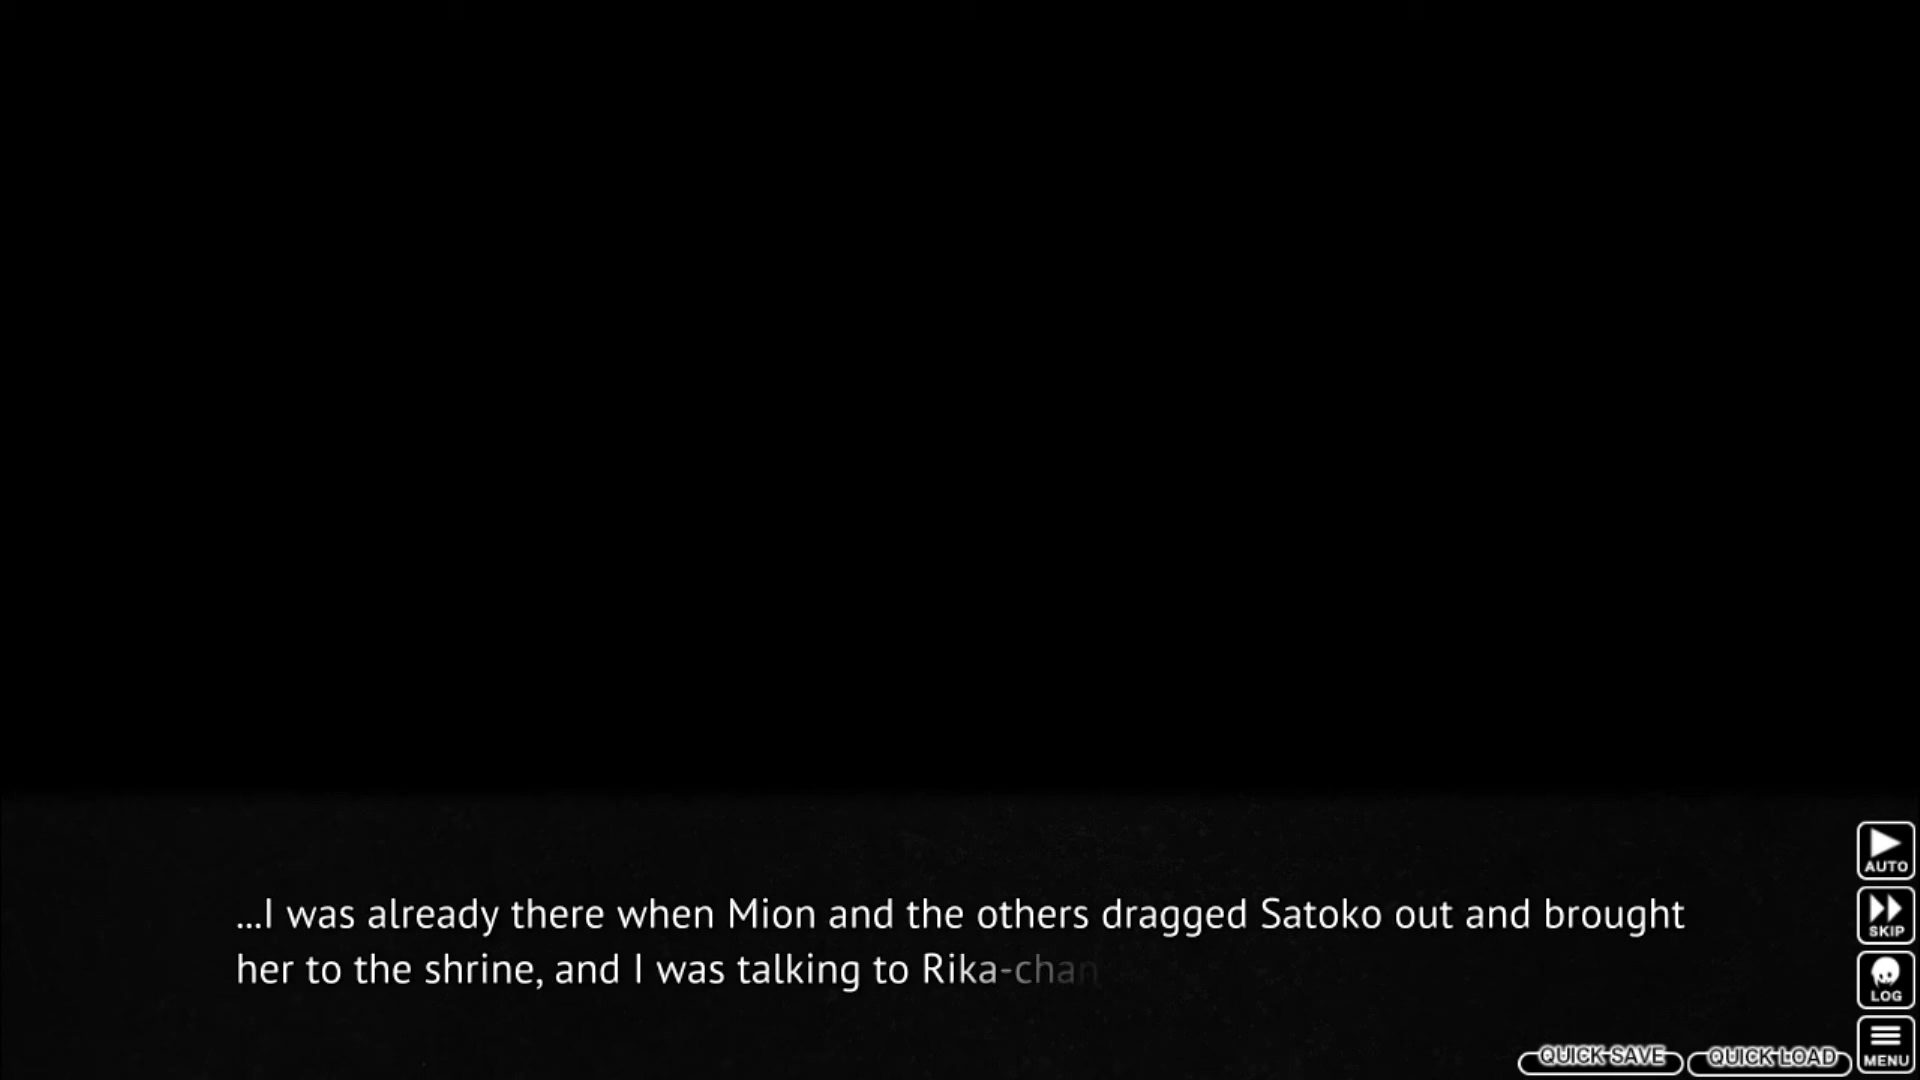 ...I was already there when Mion and the others dragged Satoko out and brought
her to the shrine, and I was talking to Rika-chan
AUTO
SKIP
LOG
MENU
QUICK SAVE
QUICK LOAD